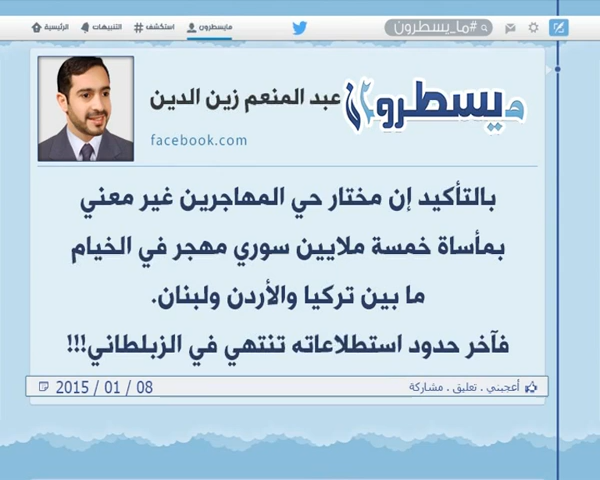 الرئيسية
التنبيهات
# استكشف
مايسطرون
#ما_يسطرون
ما يسطرون
عبد المنعم زين الدين
facebook.com
بالتأكيد إن مختار حي المهاجرين غير معني
بمأساة خمسة ملايين سوري مهجر في الخيام
ما بين تركيا والأردن ولبنان.
فآخر حدود استطلاعاته تنتهي في الزبلطاني!!!
أعجبني . تعليق . مشاركة
2015 / 01 / 08